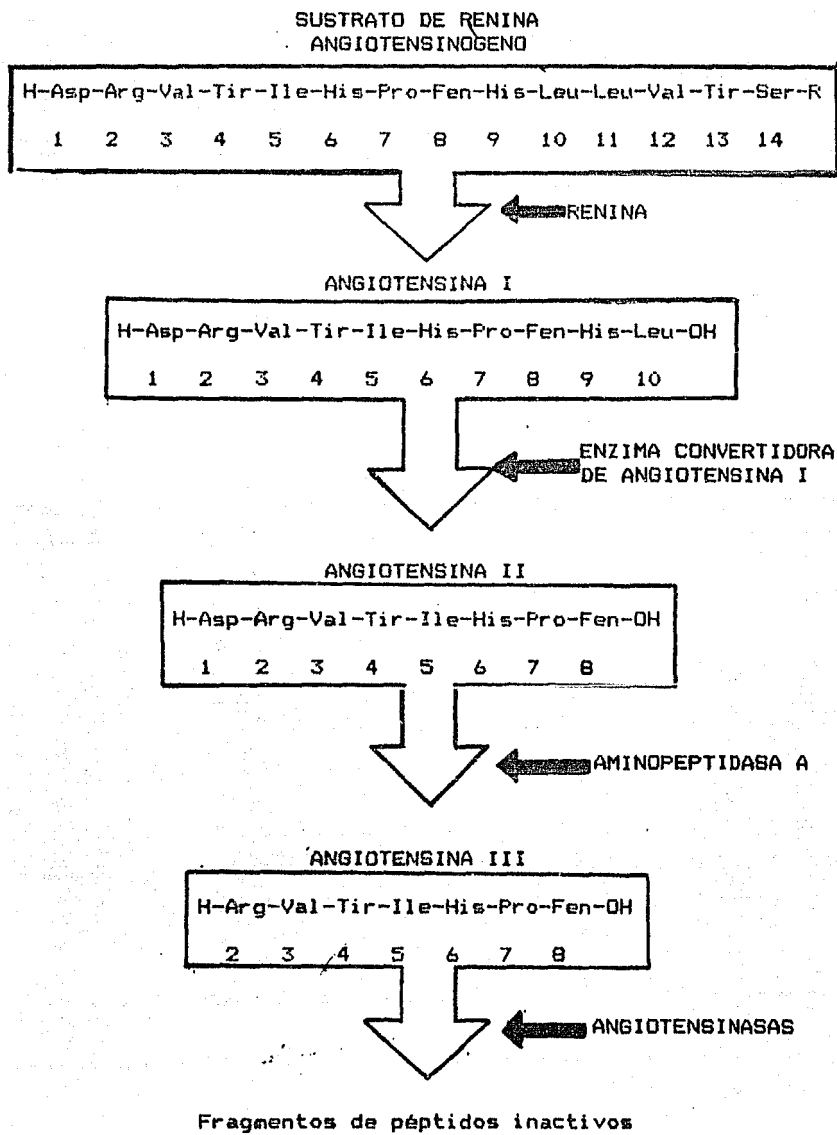 SUSTRATO DE RENINA
ANGIOTENSINOGENO
H-Asp-Arg-Val-Tir-Ile-His-Pro-Fen-His-Leu-Leu-Val-Tir-Ser-R
1 2 3 4 5 6 7 8 9 10 11 12 13 14
RENINA
ANGIOTENSINA I
H-Asp-Arg-Val-Tir-Ile-His-Pro-Fen-His-Leu-OH
1 2 3 4 5 6 7 8 9 10
ENZIMA CONVERTIDORA
DE ANGIOTENSINA I
ANGIOTENSINA II
H-Asp-Arg-Val-Tir-Ile-His-Pro-Fen-OH
1 2 3 4 5 6 7 8
AMINOPEPTIDASA A
ANGIOTENSINA III
H-Arg-Val-Tir-Ile-His-Pro-Fen-OH
2 3 4 5 6 7 8
ANGIOTENSINASAS
Fragmentos de péptidos inactivos